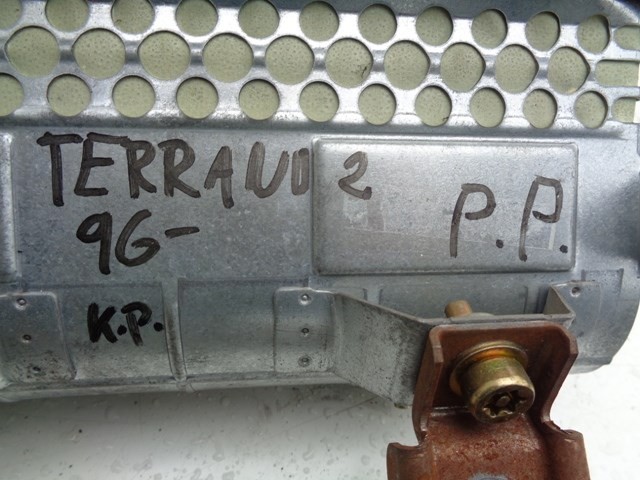 TERRANO 2
96-
P.P.
K.P.